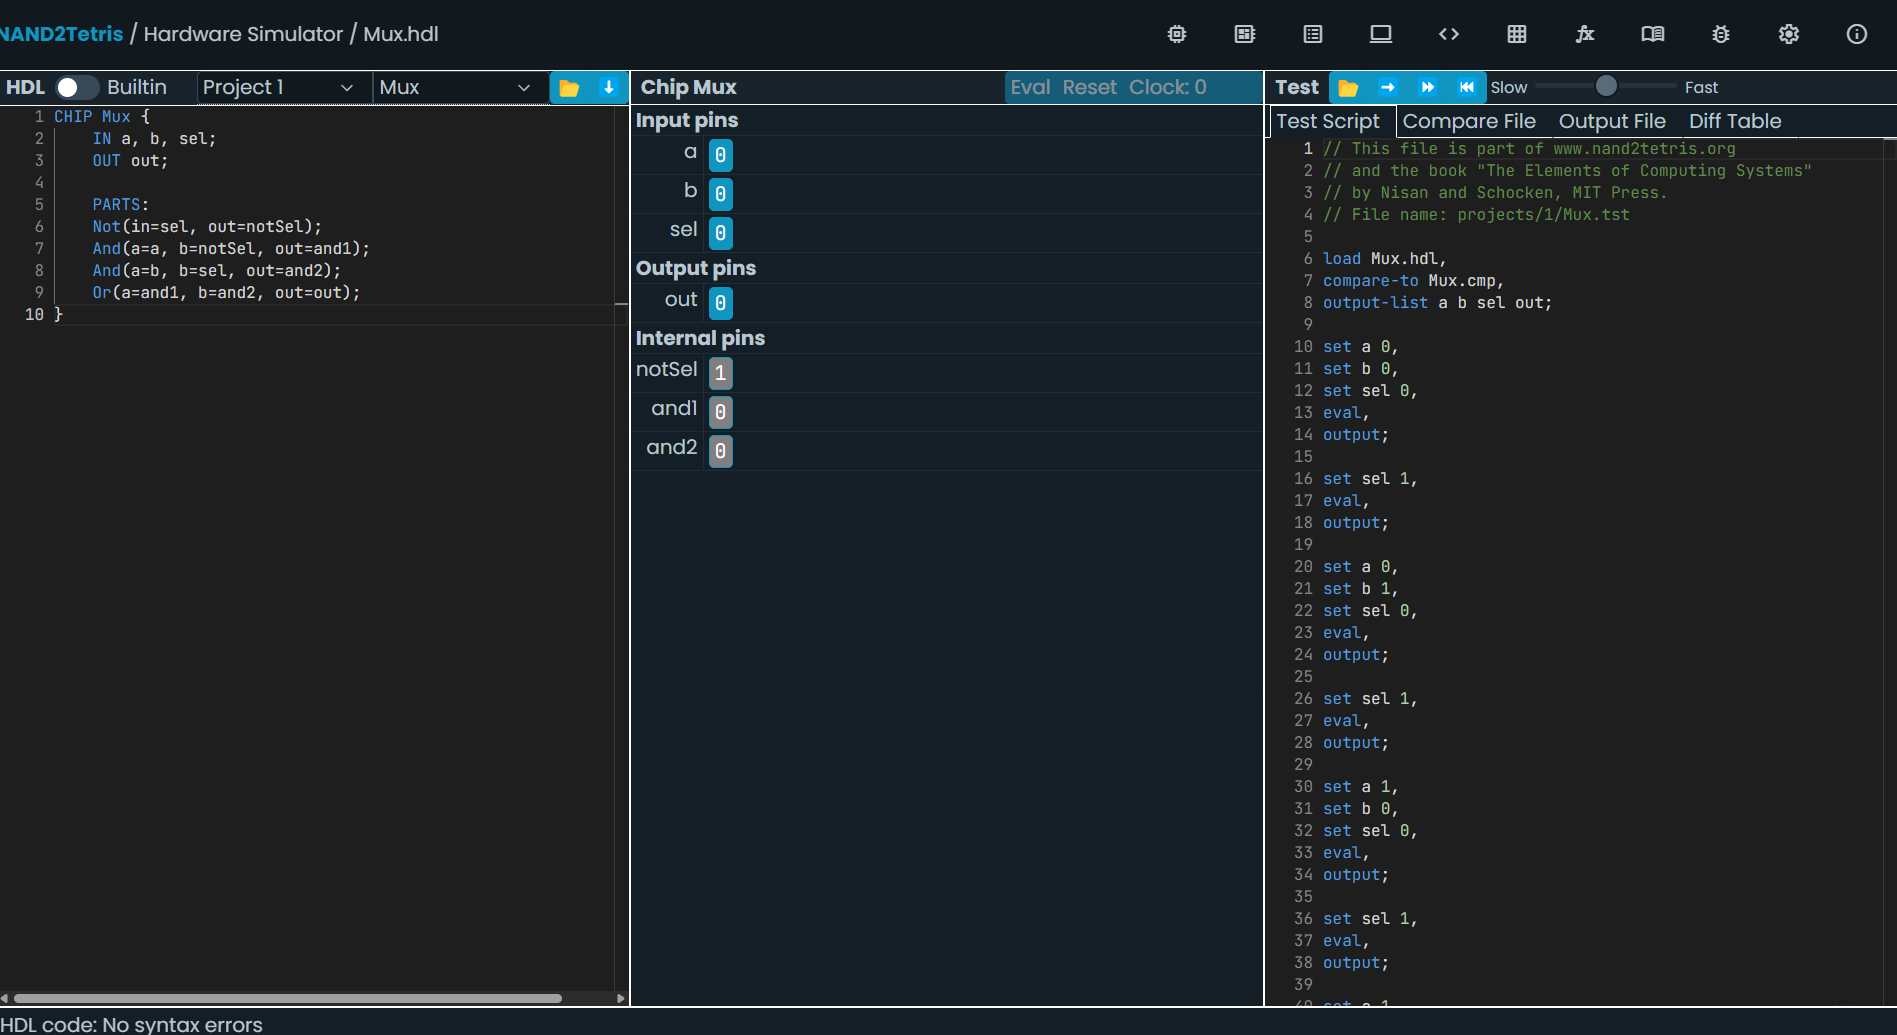 NAND2Tetris / Hardware Simulator / Mux.hdl
HDL Builtin Project 1 Mux
1 CHIP Mux {
2 IN a, b, sel;
3 OUT out;
4
5 PARTS:
6 Not(in=sel, out=notSel);
7 And(a=a, b=notSel, out=and1);
8 And(a=b, b=sel, out=and2);
9 Or(a=and1, b=and2, out=out);
10 }
Chip Mux Eval Reset Clock: 0
Input pins
a 0
b 0
sel 0
Output pins
out 0
Internal pins
notSel 1
and1 0
and2 0
Test Slow Fast
Test Script Compare File Output File Diff Table
1 // This file is part of www.nand2tetris.org
2 // and the book "The Elements of Computing Systems"
3 // by Nisan and Schocken, MIT Press.
4 // File name: projects/1/Mux.tst
5
6 load Mux.hdl,
7 compare-to Mux.cmp,
8 output-list a b sel out;
9
10 set a 0,
11 set b 0,
12 set sel 0,
13 eval,
14 output;
15
16 set sel 1,
17 eval,
18 output;
19
20 set a 0,
21 set b 1,
22 set sel 0,
23 eval,
24 output;
25
26 set sel 1,
27 eval,
28 output;
29
30 set a 1,
31 set b 0,
32 set sel 0,
33 eval,
34 output;
35
36 set sel 1,
37 eval,
38 output;
39
40 set a 1
HDL code: No syntax errors